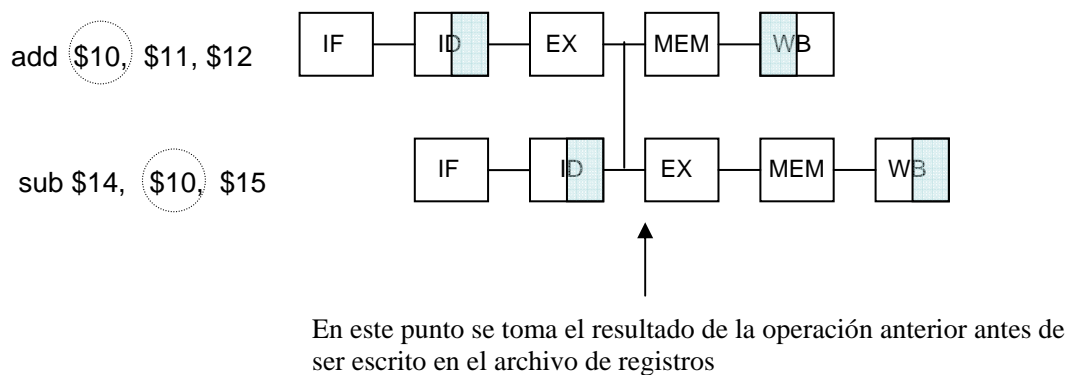 add $10, $11, $12
IF ID EX MEM WB
sub $14, $10, $15
IF ID EX MEM WB
En este punto se toma el resultado de la operación anterior antes de
ser escrito en el archivo de registros